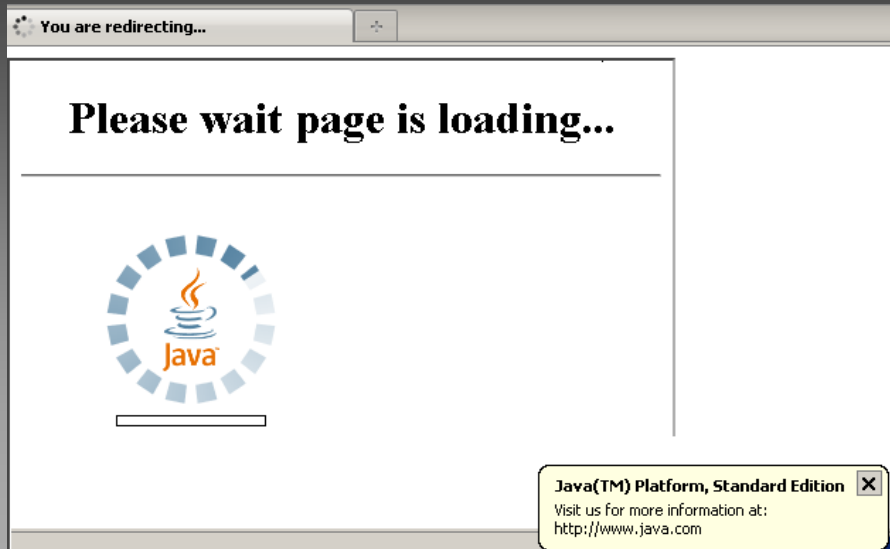 You are redirecting...
Please wait page is loading...
Java™
Java(TM) Platform, Standard Edition
Visit us for more information at:
http://www.java.com